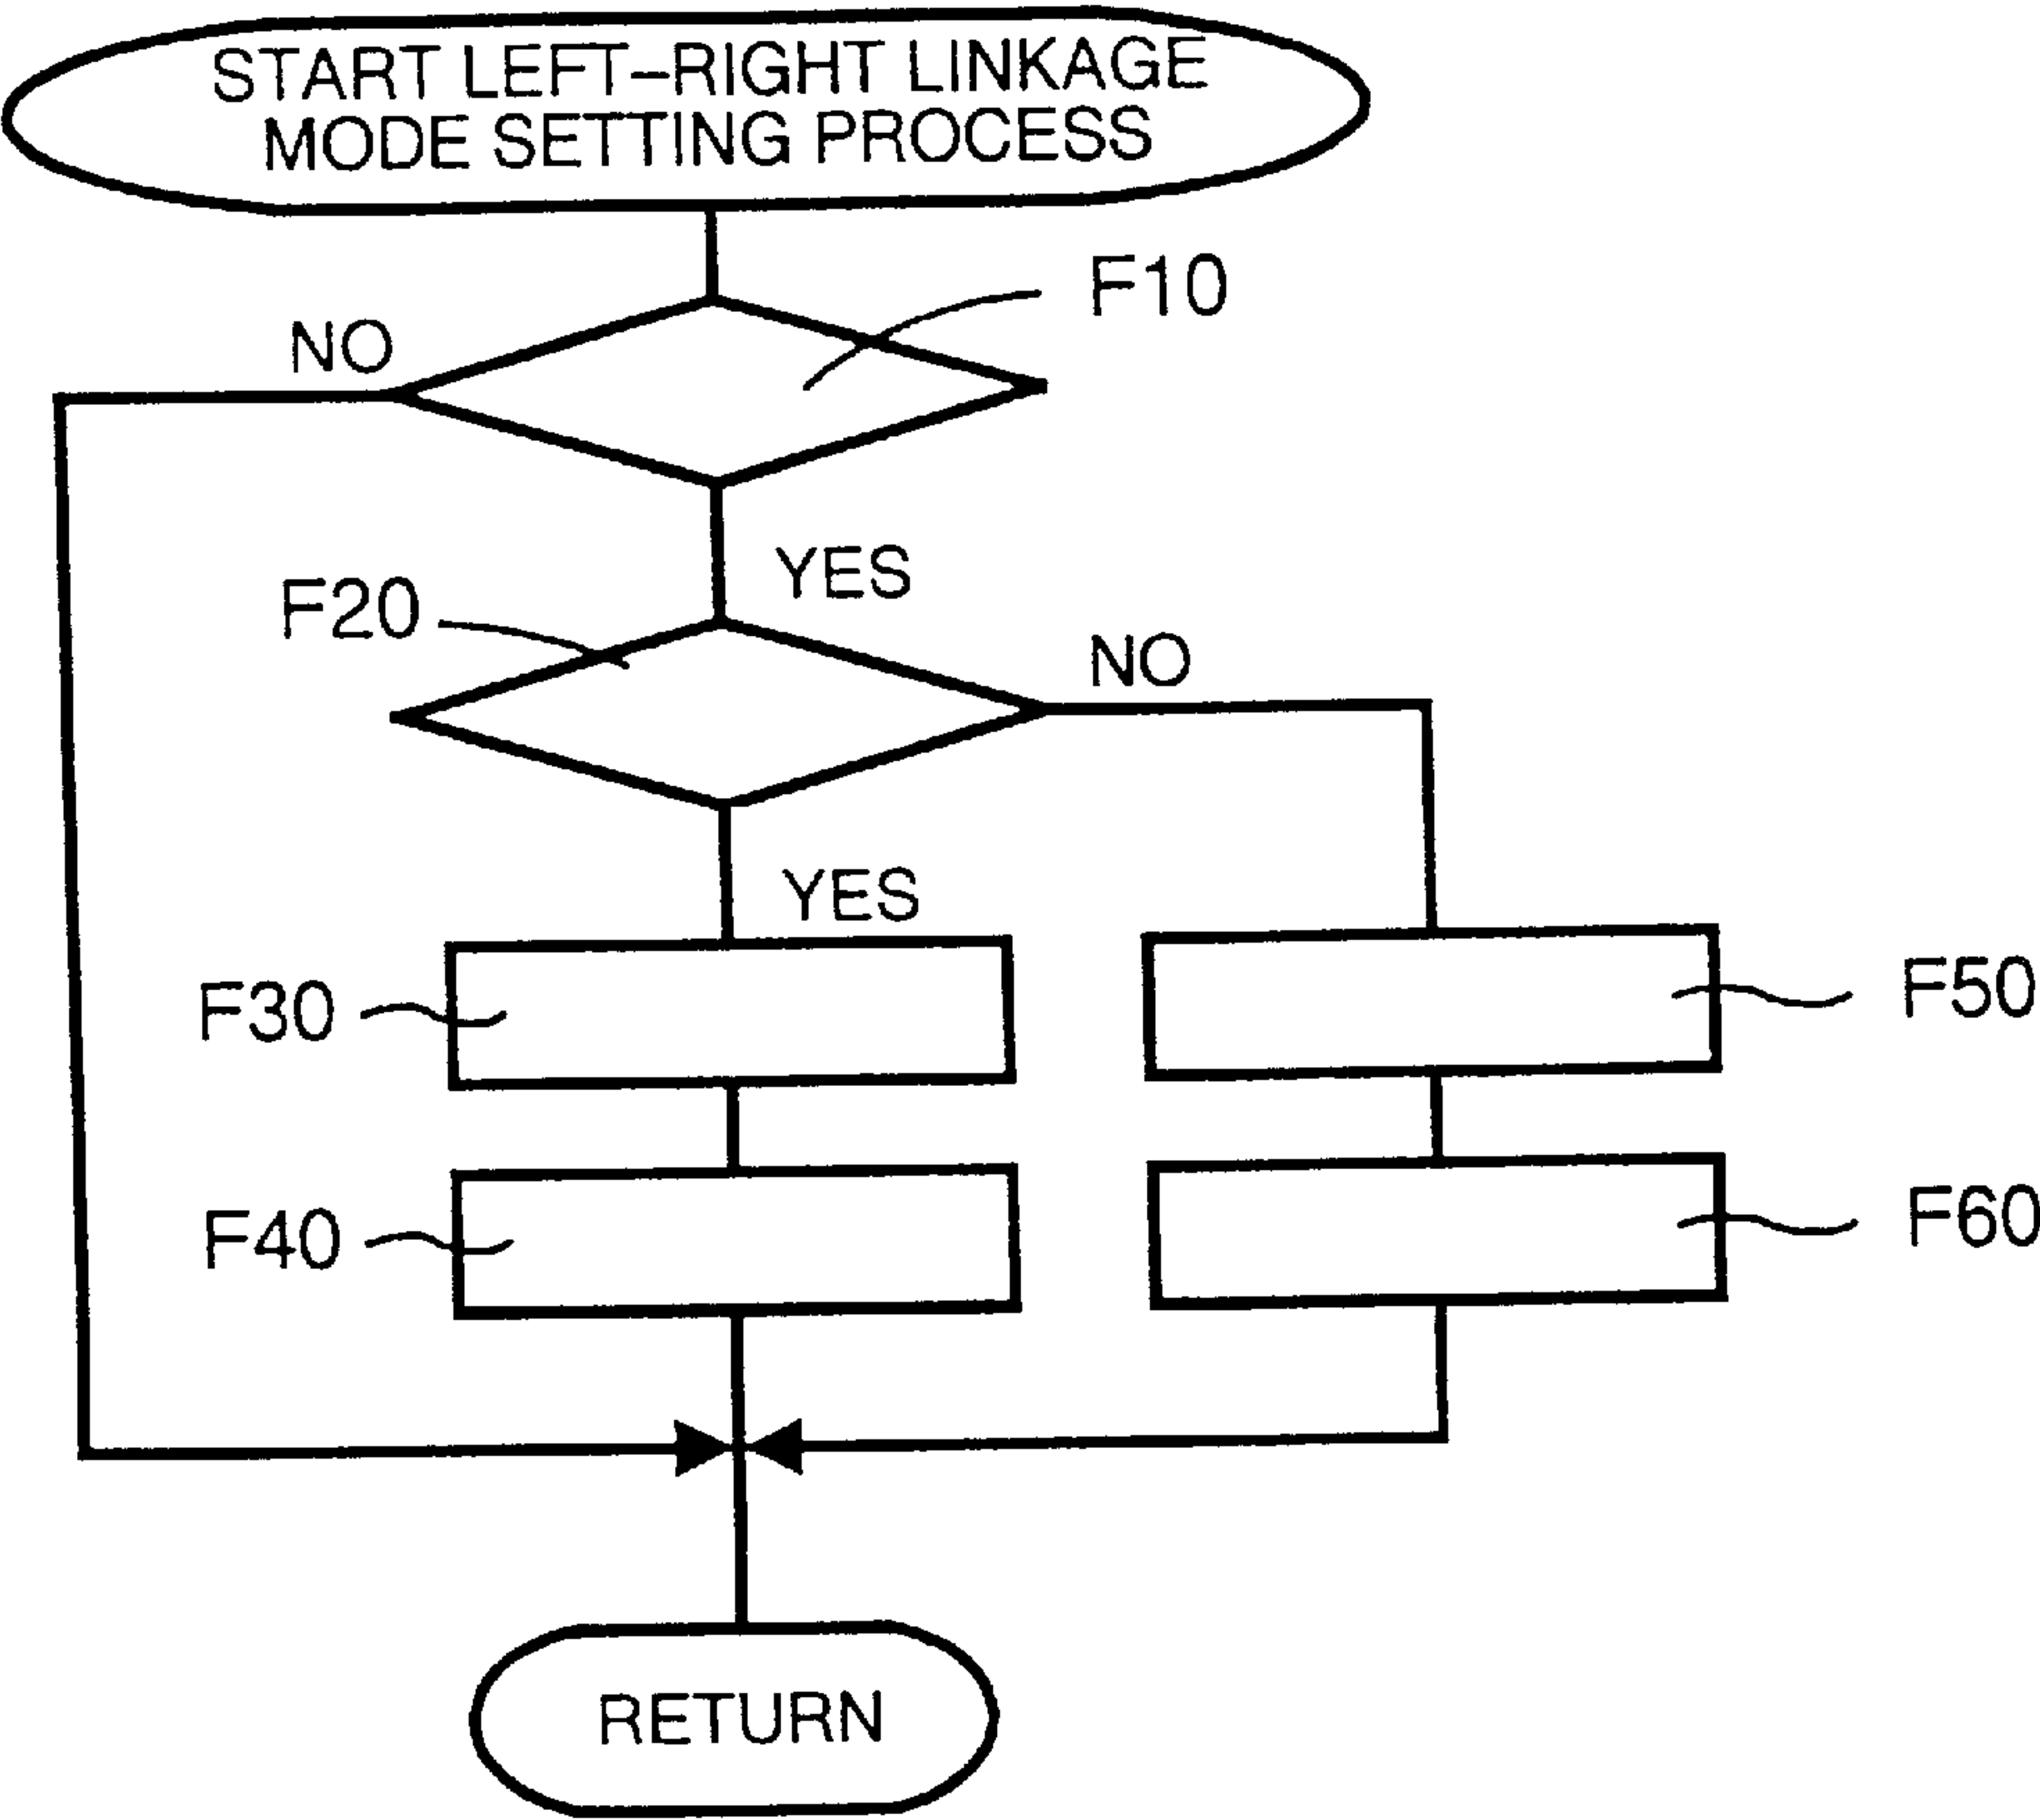 START LEFT-RIGHT LINKAGE
MODE SETTING PROCESS
F10
NO
YES
F20
NO
YES
F30
F50
F40
F60
RETURN